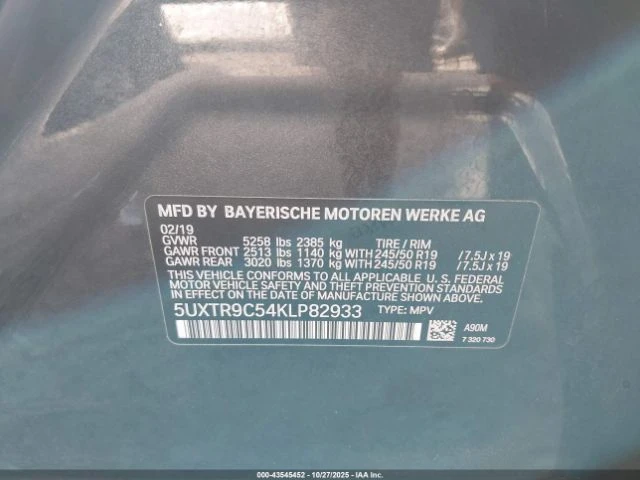 MFD BY BAYERISCHE MOTOREN WERKE AG
02/19
GVWR 5258 lbs 2385 kg TIRE / RIM
GAWR FRONT 2513 lbs 1140 kg WITH 245/50 R19 / 7.5J x 19
GAWR REAR 3020 lbs 1370 kg WITH 245/50 R19 / 7.5J x 19
THIS VEHICLE CONFORMS TO ALL APPLICABLE U. S. FEDERAL
MOTOR VEHICLE SAFETY AND THEFT PREVENTION STANDARDS
IN EFFECT ON THE DATE OF MANUFACTURE SHOWN ABOVE.
5UXTR9C54KLP82933 TYPE: MPV
A90M
7 320 730
000-43545452 - 10/27/2025 - IAA Inc.